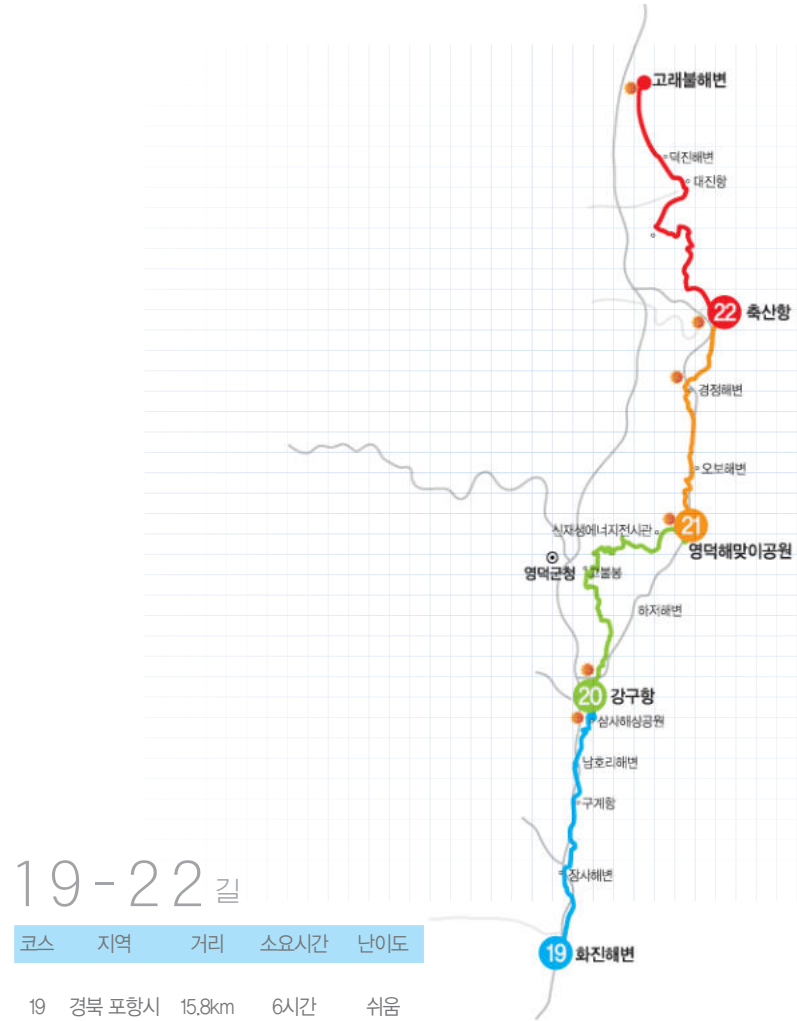 고래불해변
덕진해변
대진항
22 축산항
경정해변
오보해변
21
신재생에너지전시관
영덕해맞이공원
영덕군청
고불봉
하저해변
20 강구항
삼사해상공원
남호리해변
구계항
장사해변
19 화진해변
19-22 길
코스 지역 거리 소요시간 난이도
19 경북 포항시 15.8km 6시간 쉬움